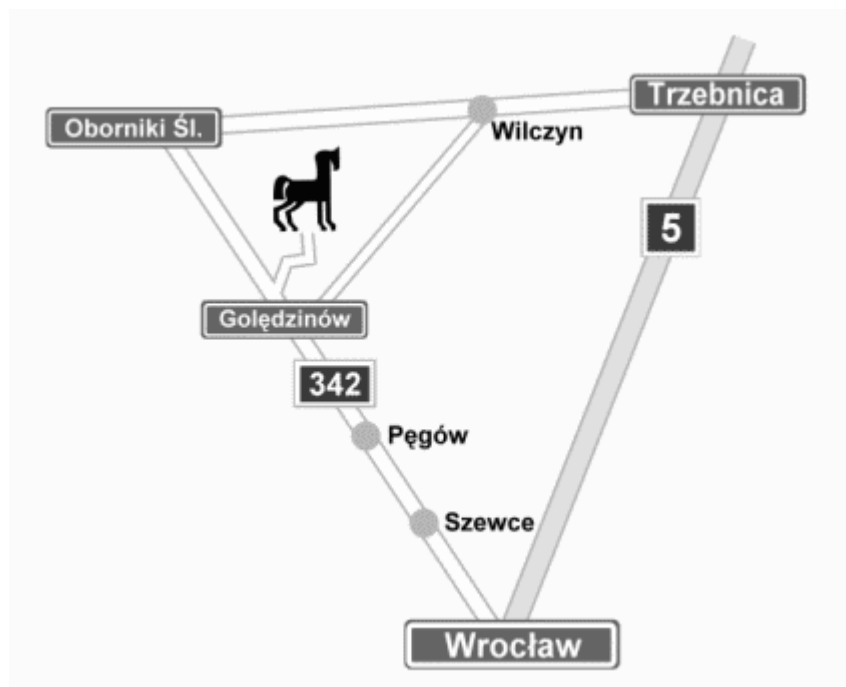 Trzebnica
Oborniki Śl.
Wilczyn
5
Golędzinów
342
Pęgów
Szewce
Wrocław